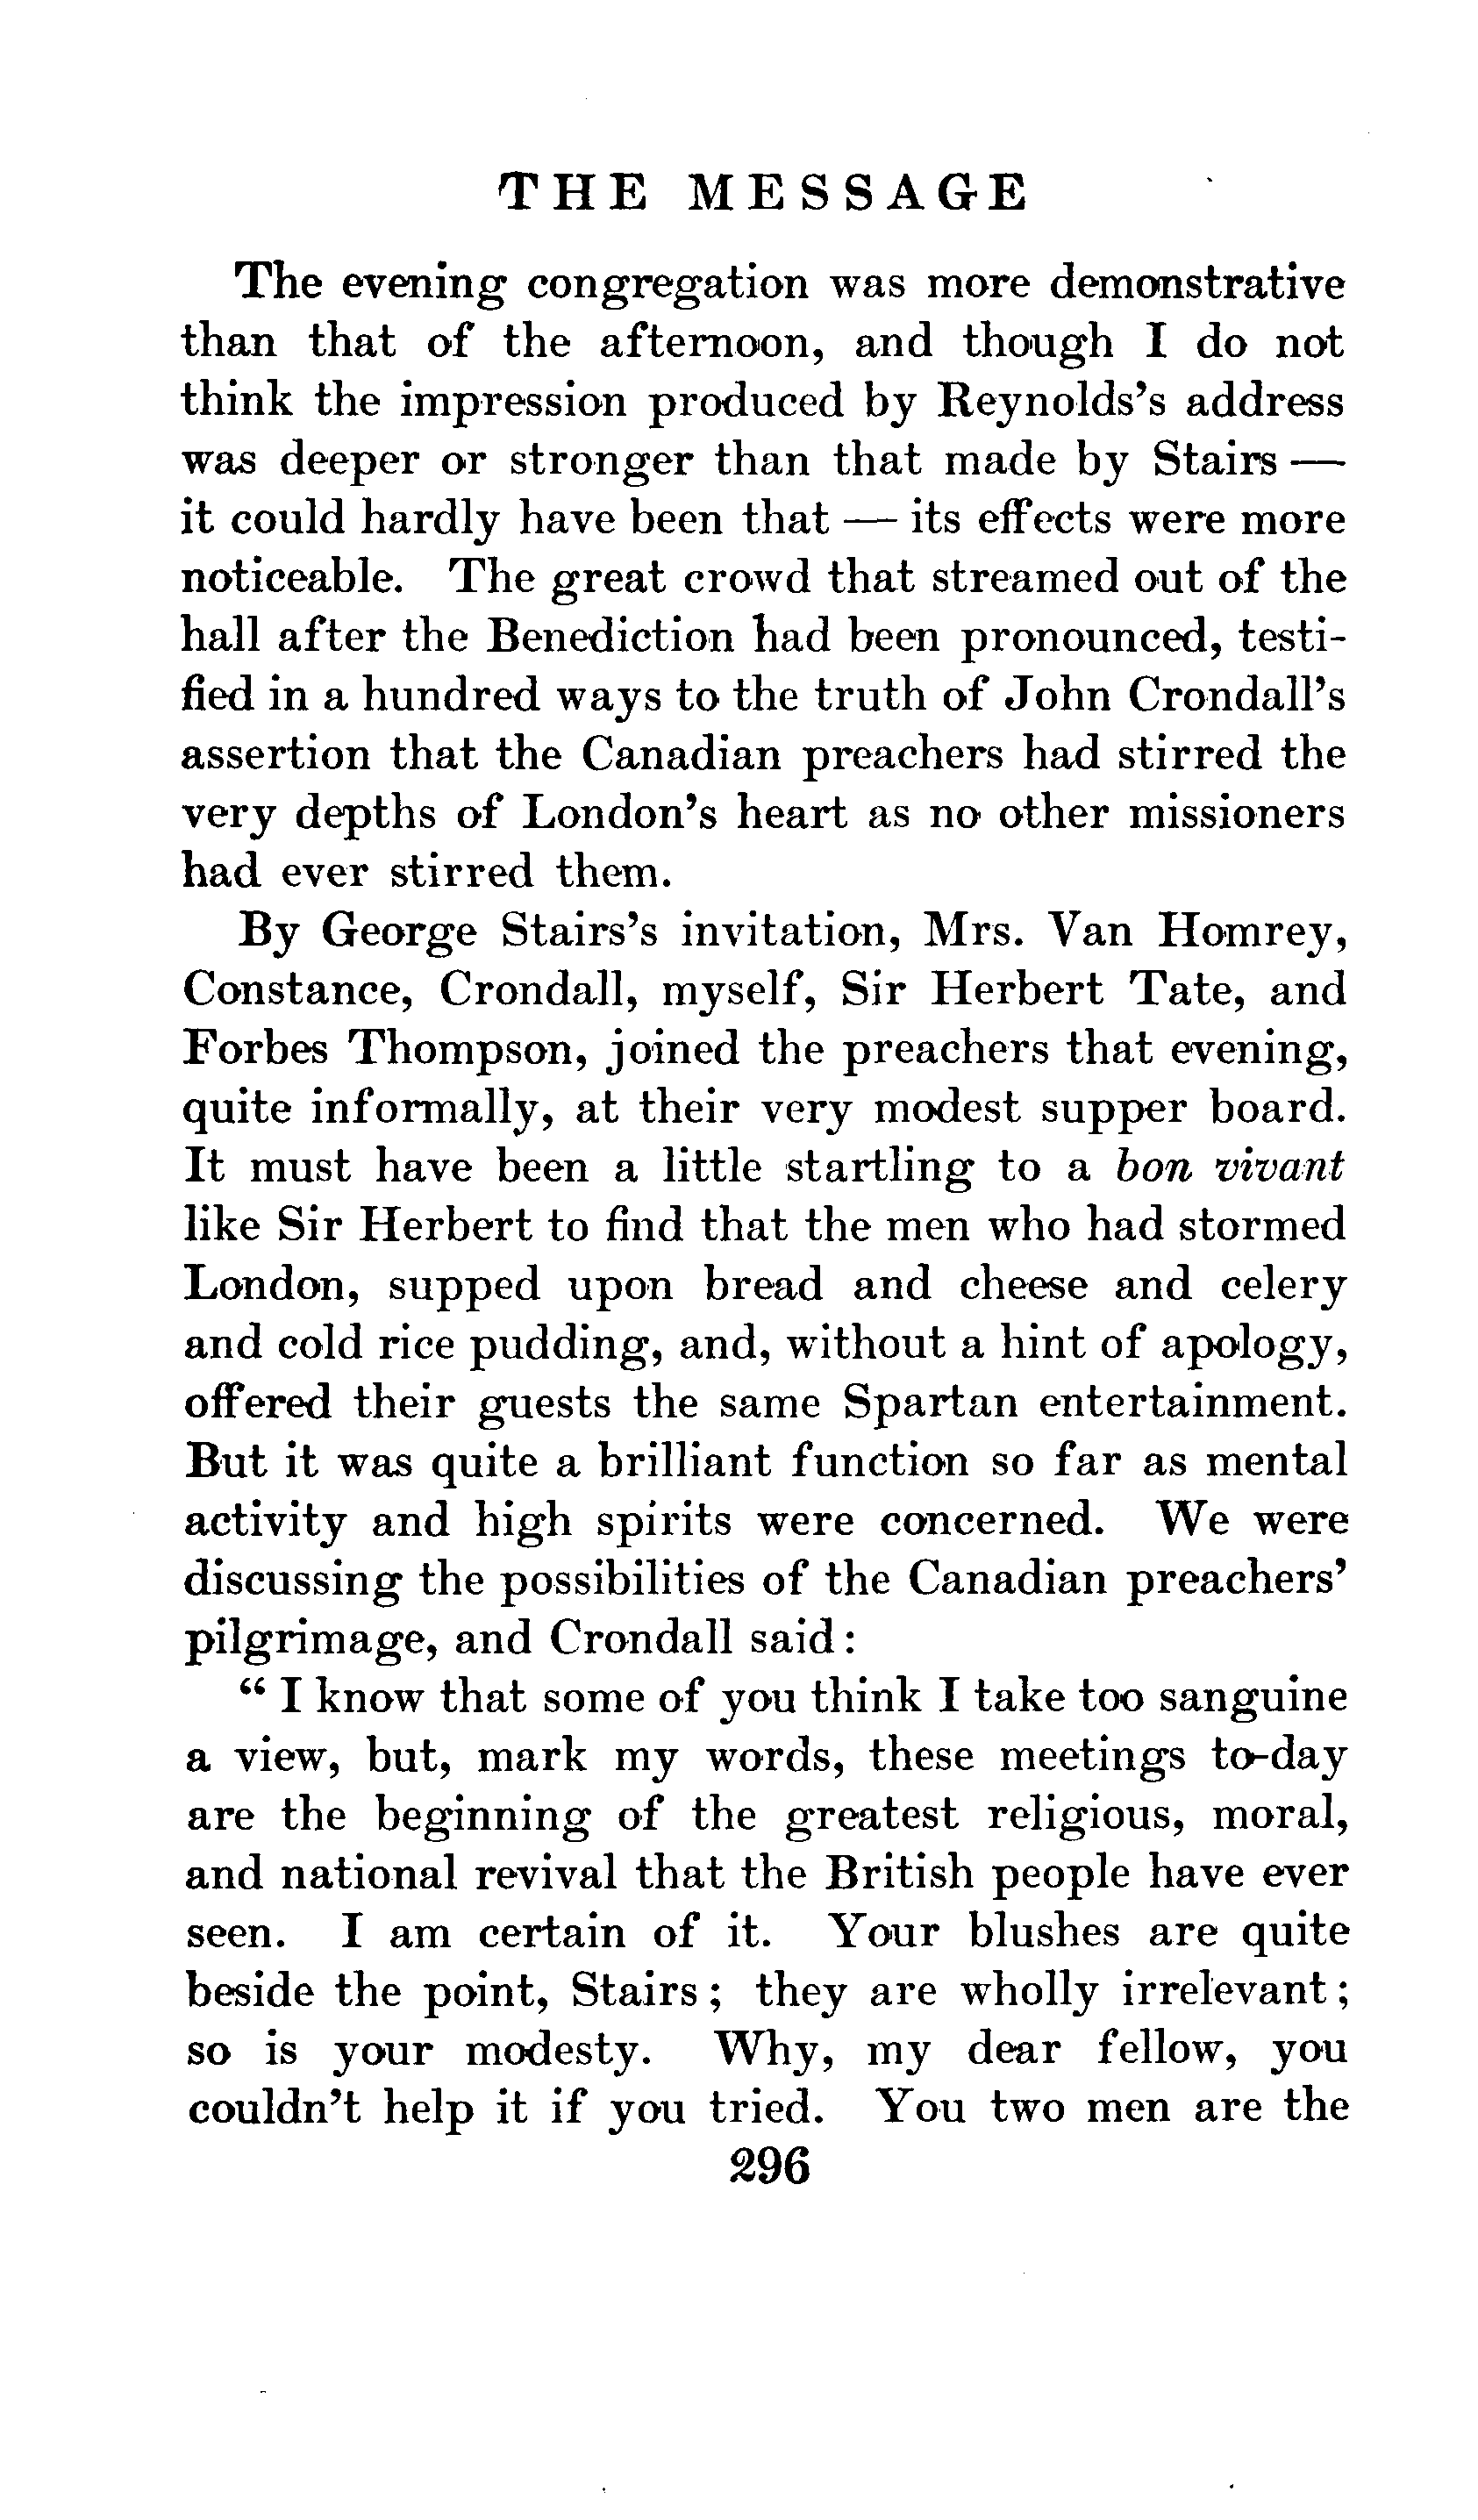 THE MESSAGE
The evening congregation was more demonstrative
than that of the afternoon, and though I do not
think the impression produced by Reynolds's address
was deeper or stronger than that made by Stairs —
it could hardly have been that — its effects were more
noticeable. The great crowd that streamed out of the
hall after the Benediction had been pronounced, testi-
fied in a hundred ways to the truth of John Crondall's
assertion that the Canadian preachers had stirred the
very depths of London's heart as no other missioners
had ever stirred them.
By George Stairs's invitation, Mrs. Van Homrey,
Constance, Crondall, myself, Sir Herbert Tate, and
Forbes Thompson, joined the preachers that evening,
quite informally, at their very modest supper board.
It must have been a little startling to a bon vivant
like Sir Herbert to find that the men who had stormed
London, supped upon bread and cheese and celery
and cold rice pudding, and, without a hint of apology,
offered their guests the same Spartan entertainment.
But it was quite a brilliant function so far as mental
activity and high spirits were concerned. We were
discussing the possibilities of the Canadian preachers'
pilgrimage, and Crondall said:
" I know that some of you think I take too sanguine
a view, but, mark my words, these meetings to-day
are the beginning of the greatest religious, moral,
and national revival that the British people have ever
seen. I am certain of it. Your blushes are quite
beside the point, Stairs; they are wholly irrelevant;
so is your modesty. Why, my dear fellow, you
couldn't help it if you tried. You two men are the
296